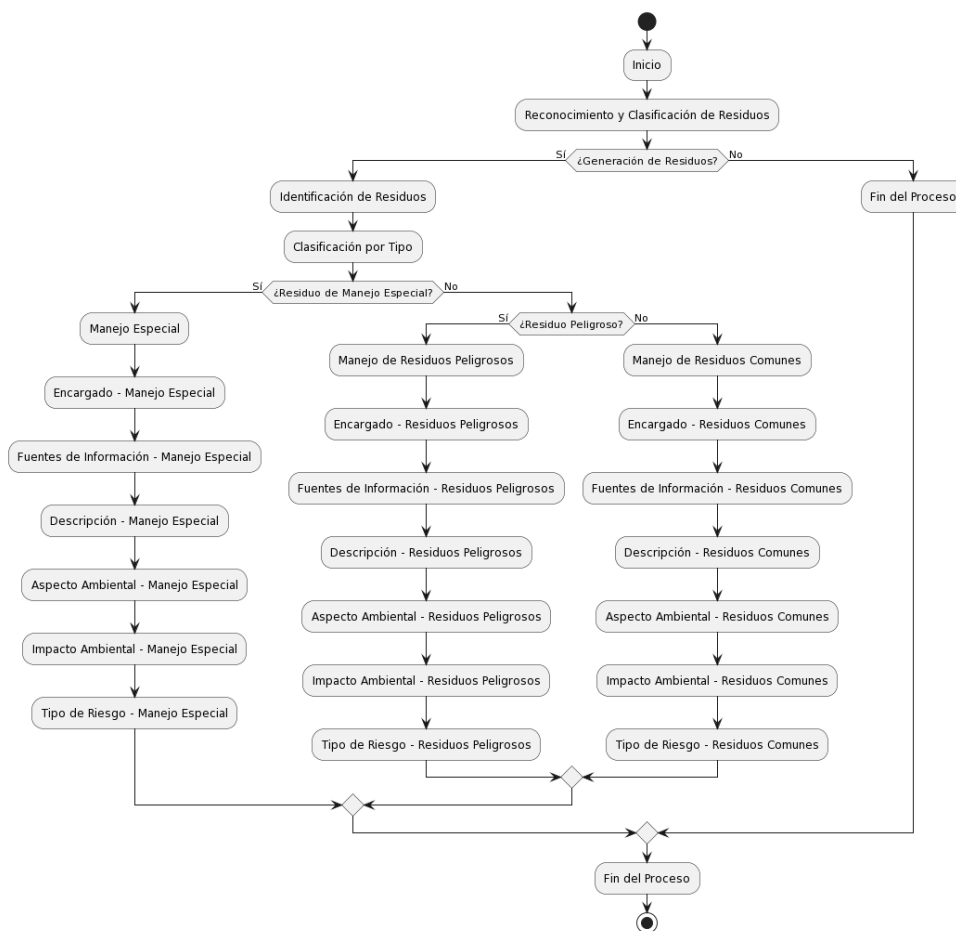 Inicio
Reconocimiento y Clasificación de Residuos
Sí
¿Generación de Residuos?
No
Identificación de Residuos
Fin del Proceso
Clasificación por Tipo
Sí
¿Residuo de Manejo Especial?
No
Manejo Especial
Sí
¿Residuo Peligroso?
No
Manejo de Residuos Peligrosos
Manejo de Residuos Comunes
Encargado - Manejo Especial
Encargado - Residuos Peligrosos
Encargado - Residuos Comunes
Fuentes de Información - Manejo Especial
Fuentes de Información - Residuos Peligrosos
Fuentes de Información - Residuos Comunes
Descripción - Manejo Especial
Descripción - Residuos Peligrosos
Descripción - Residuos Comunes
Aspecto Ambiental - Manejo Especial
Aspecto Ambiental - Residuos Peligrosos
Aspecto Ambiental - Residuos Comunes
Impacto Ambiental - Manejo Especial
Impacto Ambiental - Residuos Peligrosos
Impacto Ambiental - Residuos Comunes
Tipo de Riesgo - Manejo Especial
Tipo de Riesgo - Residuos Peligrosos
Tipo de Riesgo - Residuos Comunes
Fin del Proceso